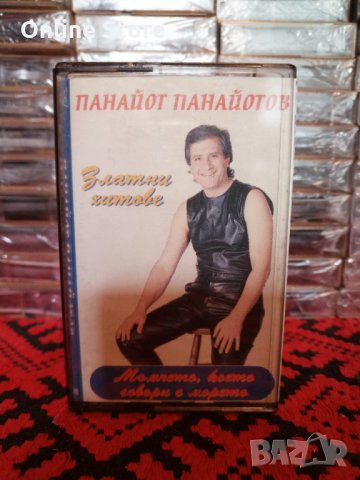 Online Store
ПАНАЙОТ ПАНАЙОТОВ
Златни
хитове
Момчето, което
говори с морето
BAZAR